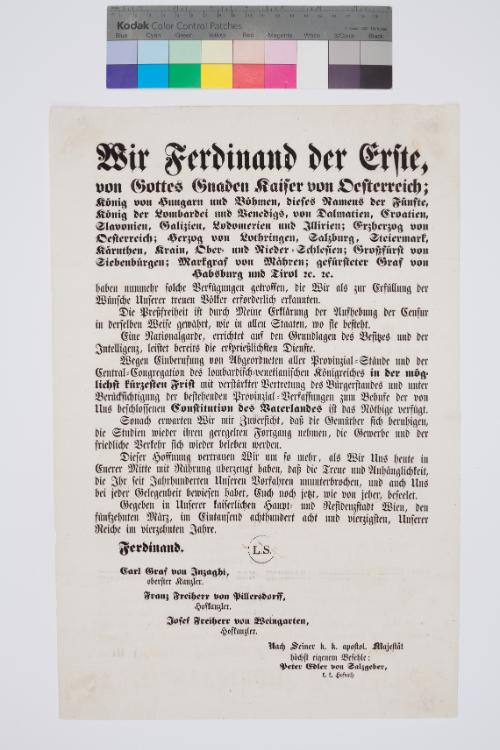 Kodak Color Control Patches
Blue Cyan Green Yellow Red Magenta White 3/Color Black
Wir Ferdinand der Erste,
von Gottes Gnaden Kaiser von Oesterreich;
König von Hungarn und Böhmen, dieses Namens der Fünfte,
König der Lombardei und Venedigs, von Dalmatien, Croatien,
Slavonien, Galizien, Lodomerien und Illirien; Erzherzog von
Oesterreich; Herzog von Lothringen, Salzburg, Steiermark,
Kärnthen, Krain, Ober- und Nieder-Schlesien; Großfürst von
Siebenbürgen; Markgraf von Mähren; gefürsteter Graf von
Habsburg und Tirol ꝛc. ꝛc.
haben nunmehr solche Verfügungen getroffen, die Wir als zur Erfüllung der
Wünsche Unserer treuen Völker erforderlich erkannten.
Die Preßfreiheit ist durch Meine Erklärung der Aufhebung der Censur
in derselben Weise gewährt, wie in allen Staaten, wo sie besteht.
Eine Nationalgarde, errichtet auf den Grundlagen des Besitzes und der
Intelligenz, leistet bereits die ersprießlichsten Dienste.
Wegen Einberufung von Abgeordneten aller Provinzial-Stände und der
Central-Congregation des lombardisch-venetianischen Königreiches in der mög-
lichst kürzesten Frist mit verstärkter Vertretung des Bürgerstandes und unter
Berücksichtigung der bestehenden Provinzial-Verfassungen zum Behufe der von
Uns beschlossenen Constitution des Vaterlandes ist das Nöthige verfügt.
Sonach erwarten Wir mit Zuversicht, daß die Gemüther sich beruhigen,
die Studien wieder ihren geregelten Fortgang nehmen, die Gewerbe und der
friedliche Verkehr sich wieder beleben werden.
Dieser Hoffnung vertrauen Wir um so mehr, als Wir Uns heute in
Euerer Mitte mit Rührung überzeugt haben, daß die Treue und Anhänglichkeit,
die Ihr seit Jahrhunderten Unseren Vorfahren ununterbrochen, und auch Uns
bei jeder Gelegenheit bewiesen habet, Euch noch jetzt, wie von jeher, beseelet.
Gegeben in Unserer kaiserlichen Haupt- und Residenzstadt Wien, den
fünfzehnten März, im Eintausend achthundert acht und vierzigsten, Unserer
Reiche im vierzehnten Jahre.
Ferdinand.
L.S.
Carl Graf von Inzaghi,
oberster Kanzler.
Franz Freiherr von Pillersdorff,
Hofkanzler.
Josef Freiherr von Weingarten,
Hofkanzler.
Nach Seiner k. k. apostol. Majestät
höchst eigenem Befehle:
Peter Edler von Salzgeber,
k. k. Hofrath